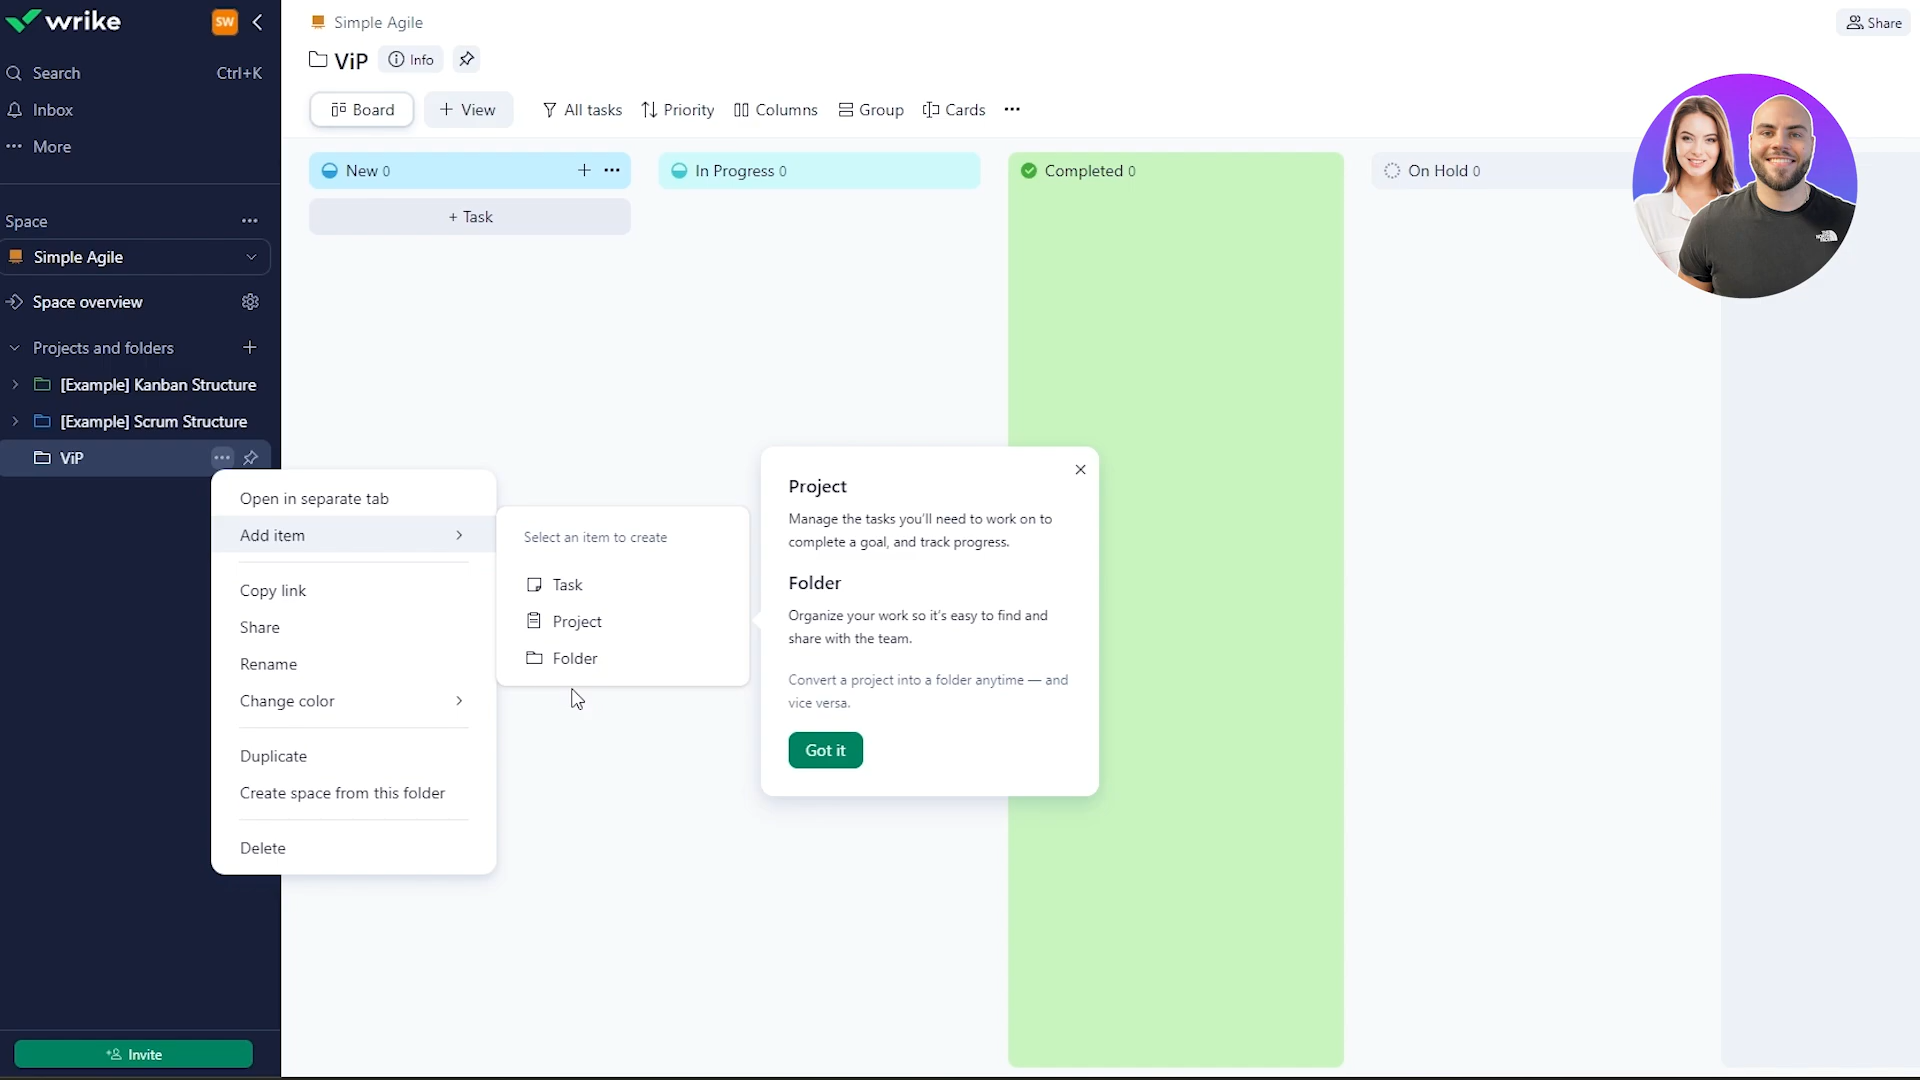 wrike
SW
Search Ctrl+K
Inbox
More
Space
Simple Agile
Space overview
Projects and folders
[Example] Kanban Structure
[Example] Scrum Structure
ViP
Invite
Simple Agile
Share
ViP Info
Board
View
All tasks
Priority
Columns
Group
Cards
New 0
In Progress 0
Completed 0
On Hold 0
+ Task
Open in separate tab
Add item
Copy link
Share
Rename
Change color
Duplicate
Create space from this folder
Delete
Select an item to create
Task
Project
Folder
Project
Manage the tasks you’ll need to work on to
complete a goal, and track progress.
Folder
Organize your work so it’s easy to find and
share with the team.
Convert a project into a folder anytime — and
vice versa.
Got it